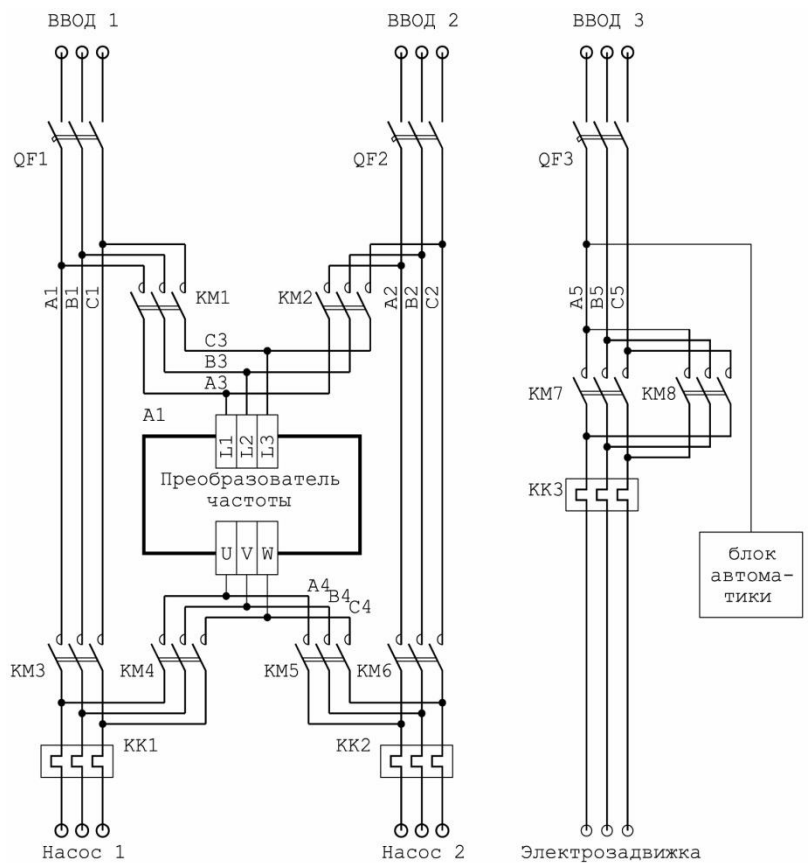 ВВОД 1
ВВОД 2
ВВОД 3
QF1
QF2
QF3
A1
B1
C1
KM1
KM2
A2
B2
C2
A5
B5
C5
C3
B3
A3
KM7
KM8
A1
L1
L2
L3
Преобразователь
частоты
KK3
U
V
W
блок
автома-
тики
A4
B4
C4
KM3
KM4
KM5
KM6
KK1
KK2
Насос 1
Насос 2
Электрозадвижка